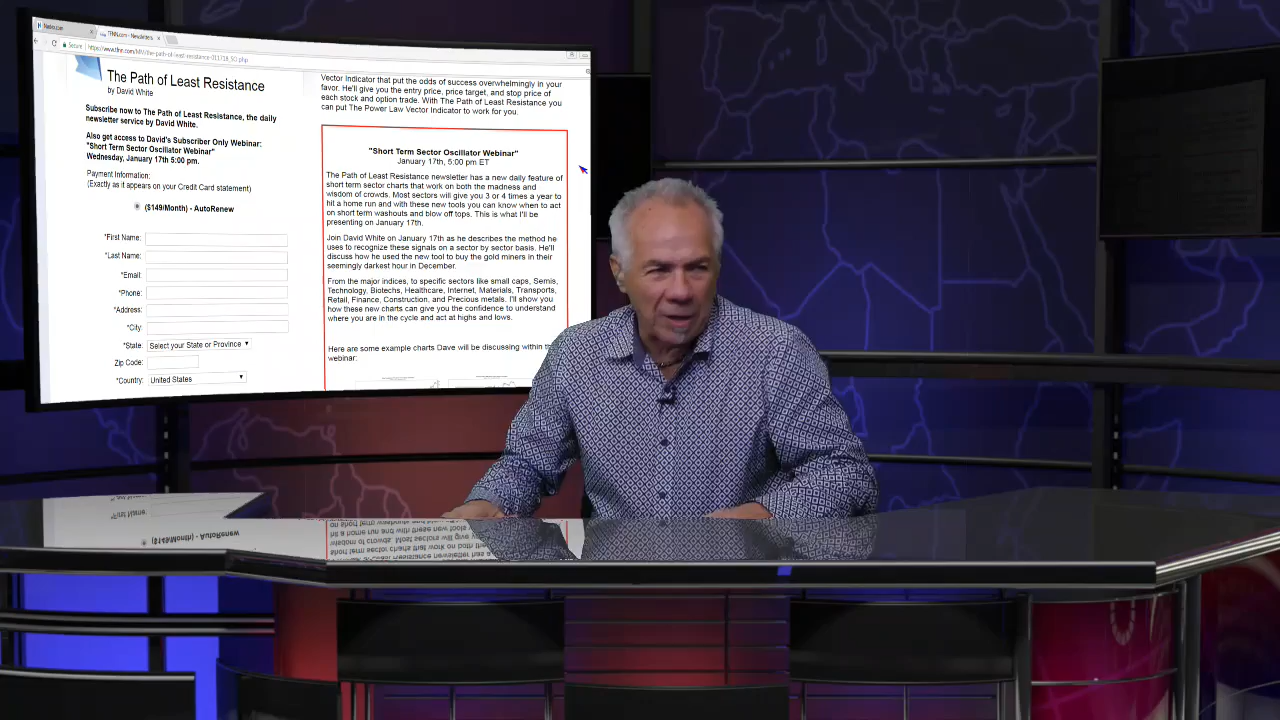 Nadex.com
TFNN.com - Newsletters
Secure
The Path of Least Resistance
by David White
Subscribe now to The Path of Least Resistance, the daily
newsletter service by David White.
Also get access to David's Subscriber Only Webinar:
"Short Term Sector Oscillator Webinar"
Wednesday, January 17th 5:00 pm.
Payment Information:
(Exactly as it appears on your Credit Card statement)
($149/Month) - AutoRenew
*First Name:
*Last Name:
*Email:
*Phone:
*Address:
*City:
*State: Select your State or Province
Zip Code:
*Country: United States
Vector Indicator that put the odds of success overwhelmingly in your
favor. He'll give you the entry price, price target, and stop price of
each stock and option trade. With The Path of Least Resistance you
can put The Power Law Vector Indicator to work for you.
"Short Term Sector Oscillator Webinar"
January 17th, 5:00 pm ET
The Path of Least Resistance newsletter has a new daily feature of
short term sector charts that work on both the madness and
wisdom of crowds. Most sectors will give you 3 or 4 times a year to
hit a home run and with these new tools you can know when to act
on short term washouts and blow off tops. This is what I'll be
presenting on January 17th.
Join David White on January 17th as he describes the method he
uses to recognize these signals on a sector by sector basis. He'll
discuss how he used the new tool to buy the gold miners in their
seemingly darkest hour in December.
From the major indices, to specific sectors like small caps, Semis,
Technology, Biotechs, Healthcare, Internet, Materials, Transports,
Retail, Finance, Construction, and Precious metals. I'll show you
how these new charts can give you the confidence to understand
where you are in the cycle and act at highs and lows.
Here are some example charts Dave will be discussing within
webinar: